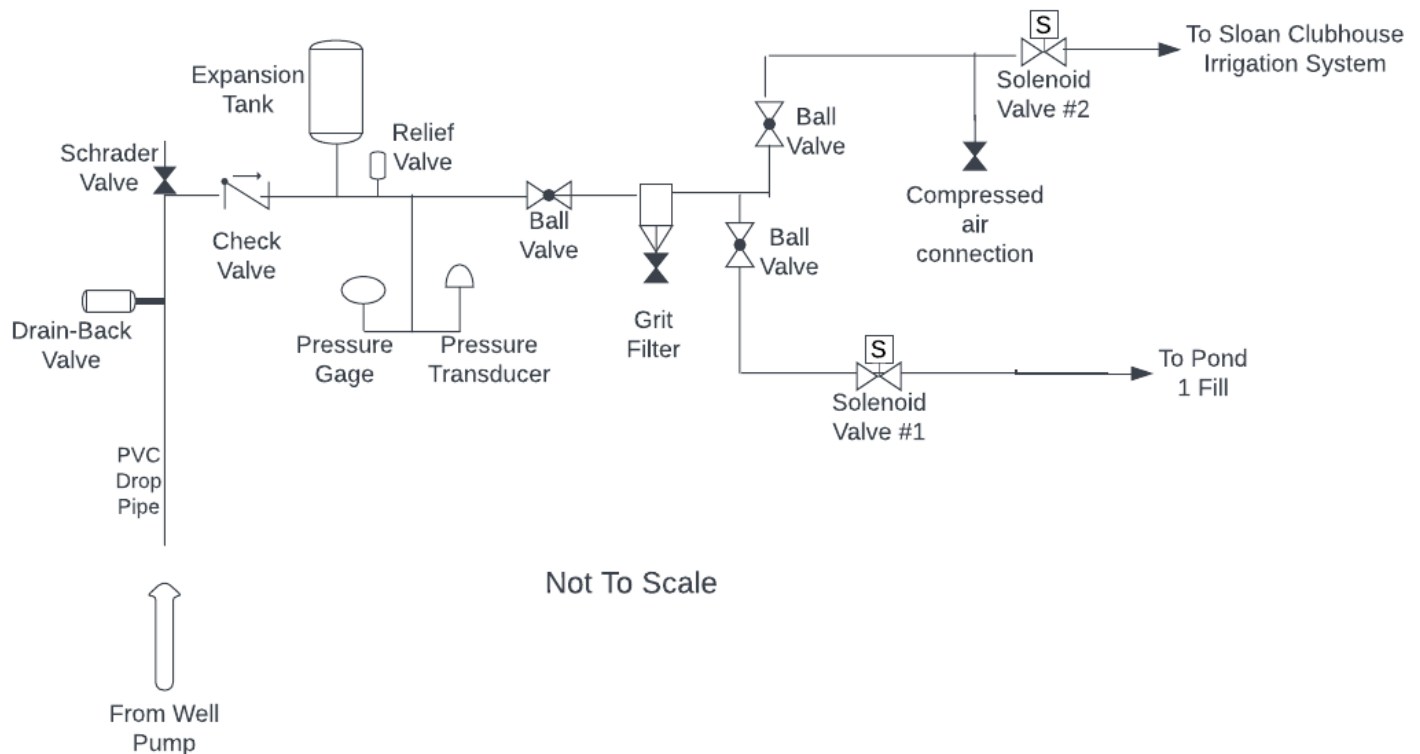 S
To Sloan Clubhouse
Irrigation System
Solenoid
Valve #2
Expansion
Tank
Relief
Valve
Ball
Valve
Schrader
Valve
Compressed
air
connection
Check
Valve
Ball
Valve
Ball
Valve
Drain-Back
Valve
Pressure
Gage
Pressure
Transducer
Grit
Filter
S
Solenoid
Valve #1
To Pond
1 Fill
PVC
Drop
Pipe
Not To Scale
From Well
Pump